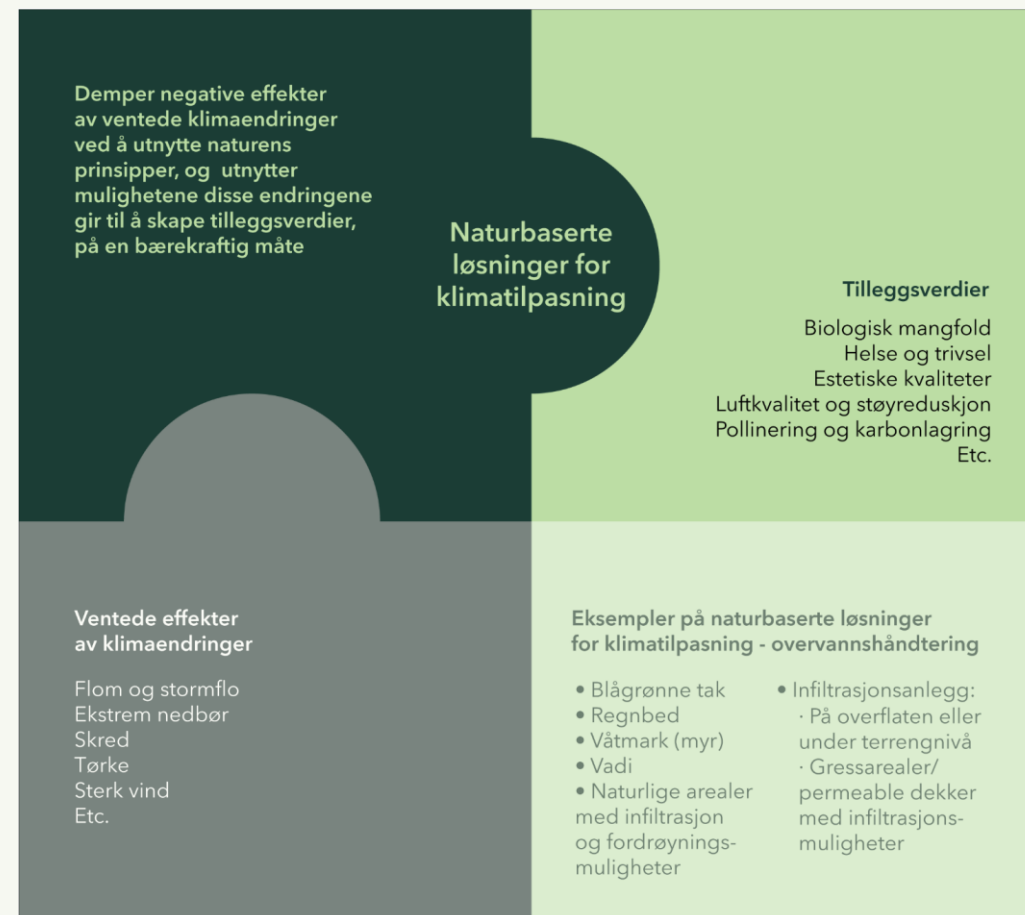 Demper negative effekter
av ventede klimaendringer
ved å utnytte naturens
prinsipper, og utnytter
mulighetene disse endringene
gir til å skape tilleggsverdier,
på en bærekraftig måte
Naturbaserte
løsninger for
klimatilpasning
Tilleggsverdier
Biologisk mangfold
Helse og trivsel
Estetiske kvaliteter
Luftkvalitet og støyreduskjon
Pollinering og karbonlagring
Etc.
Ventede effekter
av klimaendringer
Flom og stormflo
Ekstrem nedbør
Skred
Tørke
Sterk vind
Etc.
Eksempler på naturbaserte løsninger
for klimatilpasning - overvannshåndtering
• Blågrønne tak
• Regnbed
• Våtmark (myr)
• Vadi
• Naturlige arealer
med infiltrasjon
og fordrøynings-
muligheter
• Infiltrasjonsanlegg:
· På overflaten eller
under terrengnivå
· Gressarealer/
permeable dekker
med infiltrasjons-
muligheter